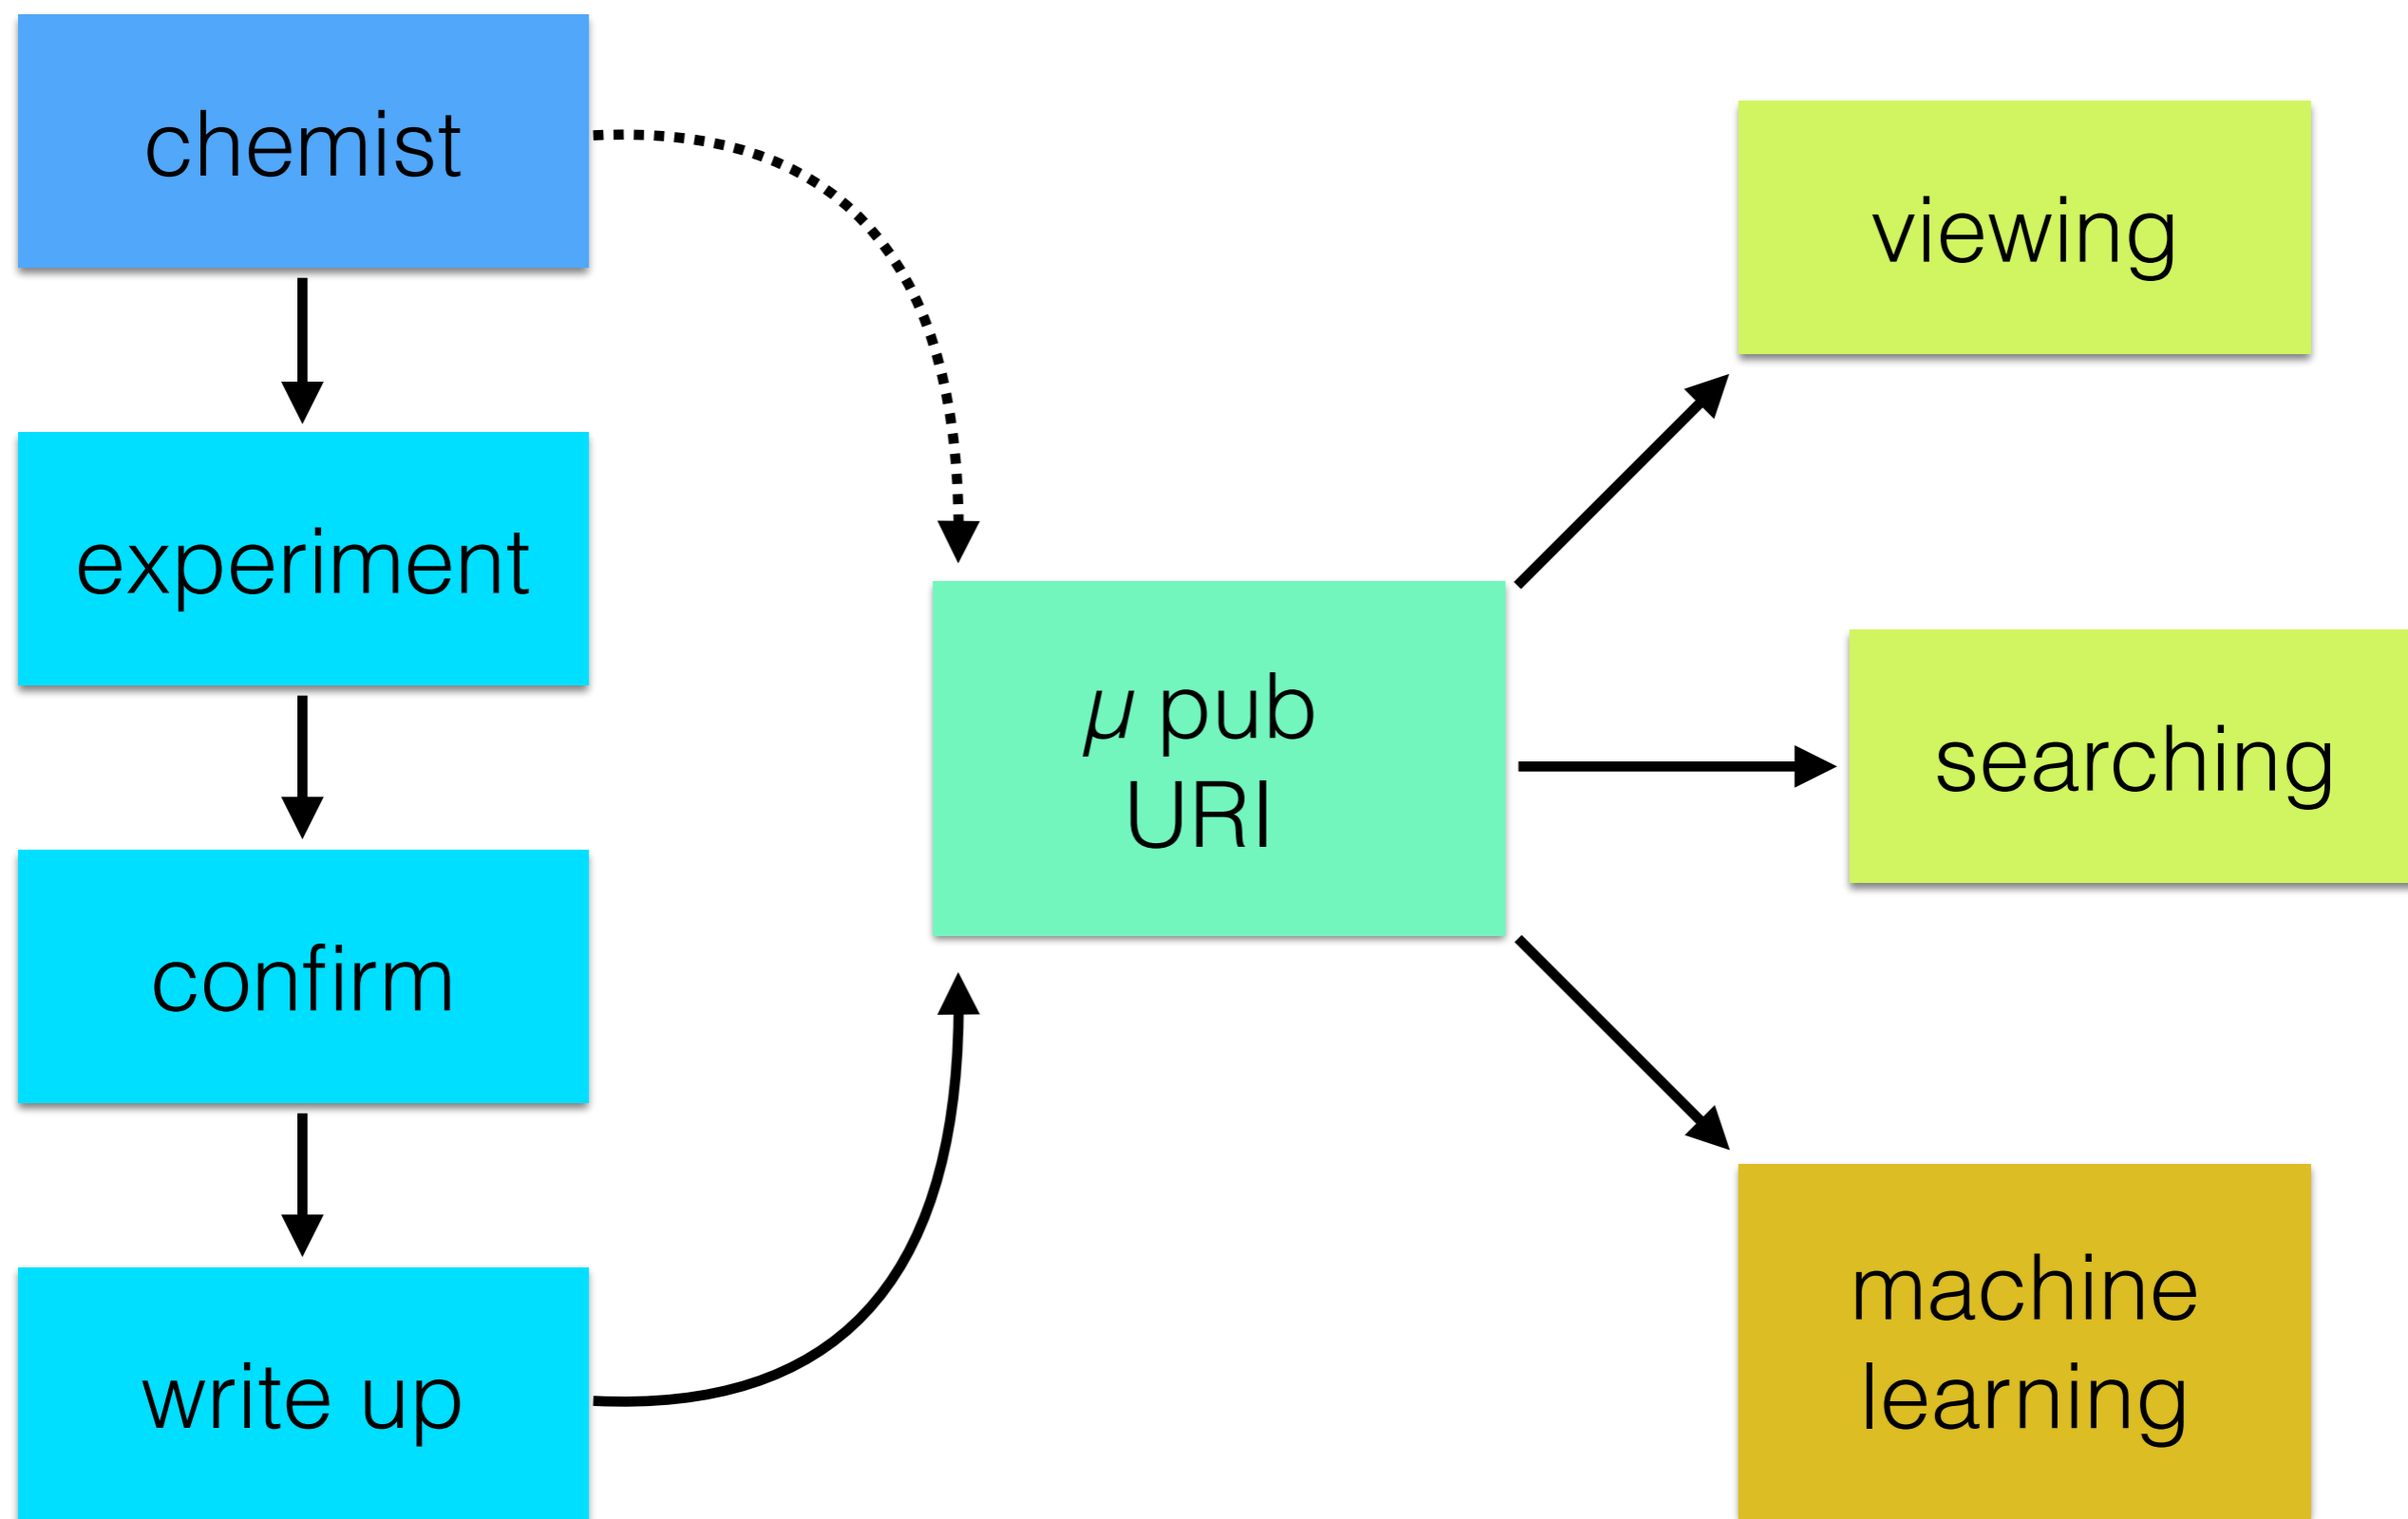 chemist
experiment
confirm
write up
μ pub
URI
viewing
searching
machine
learning